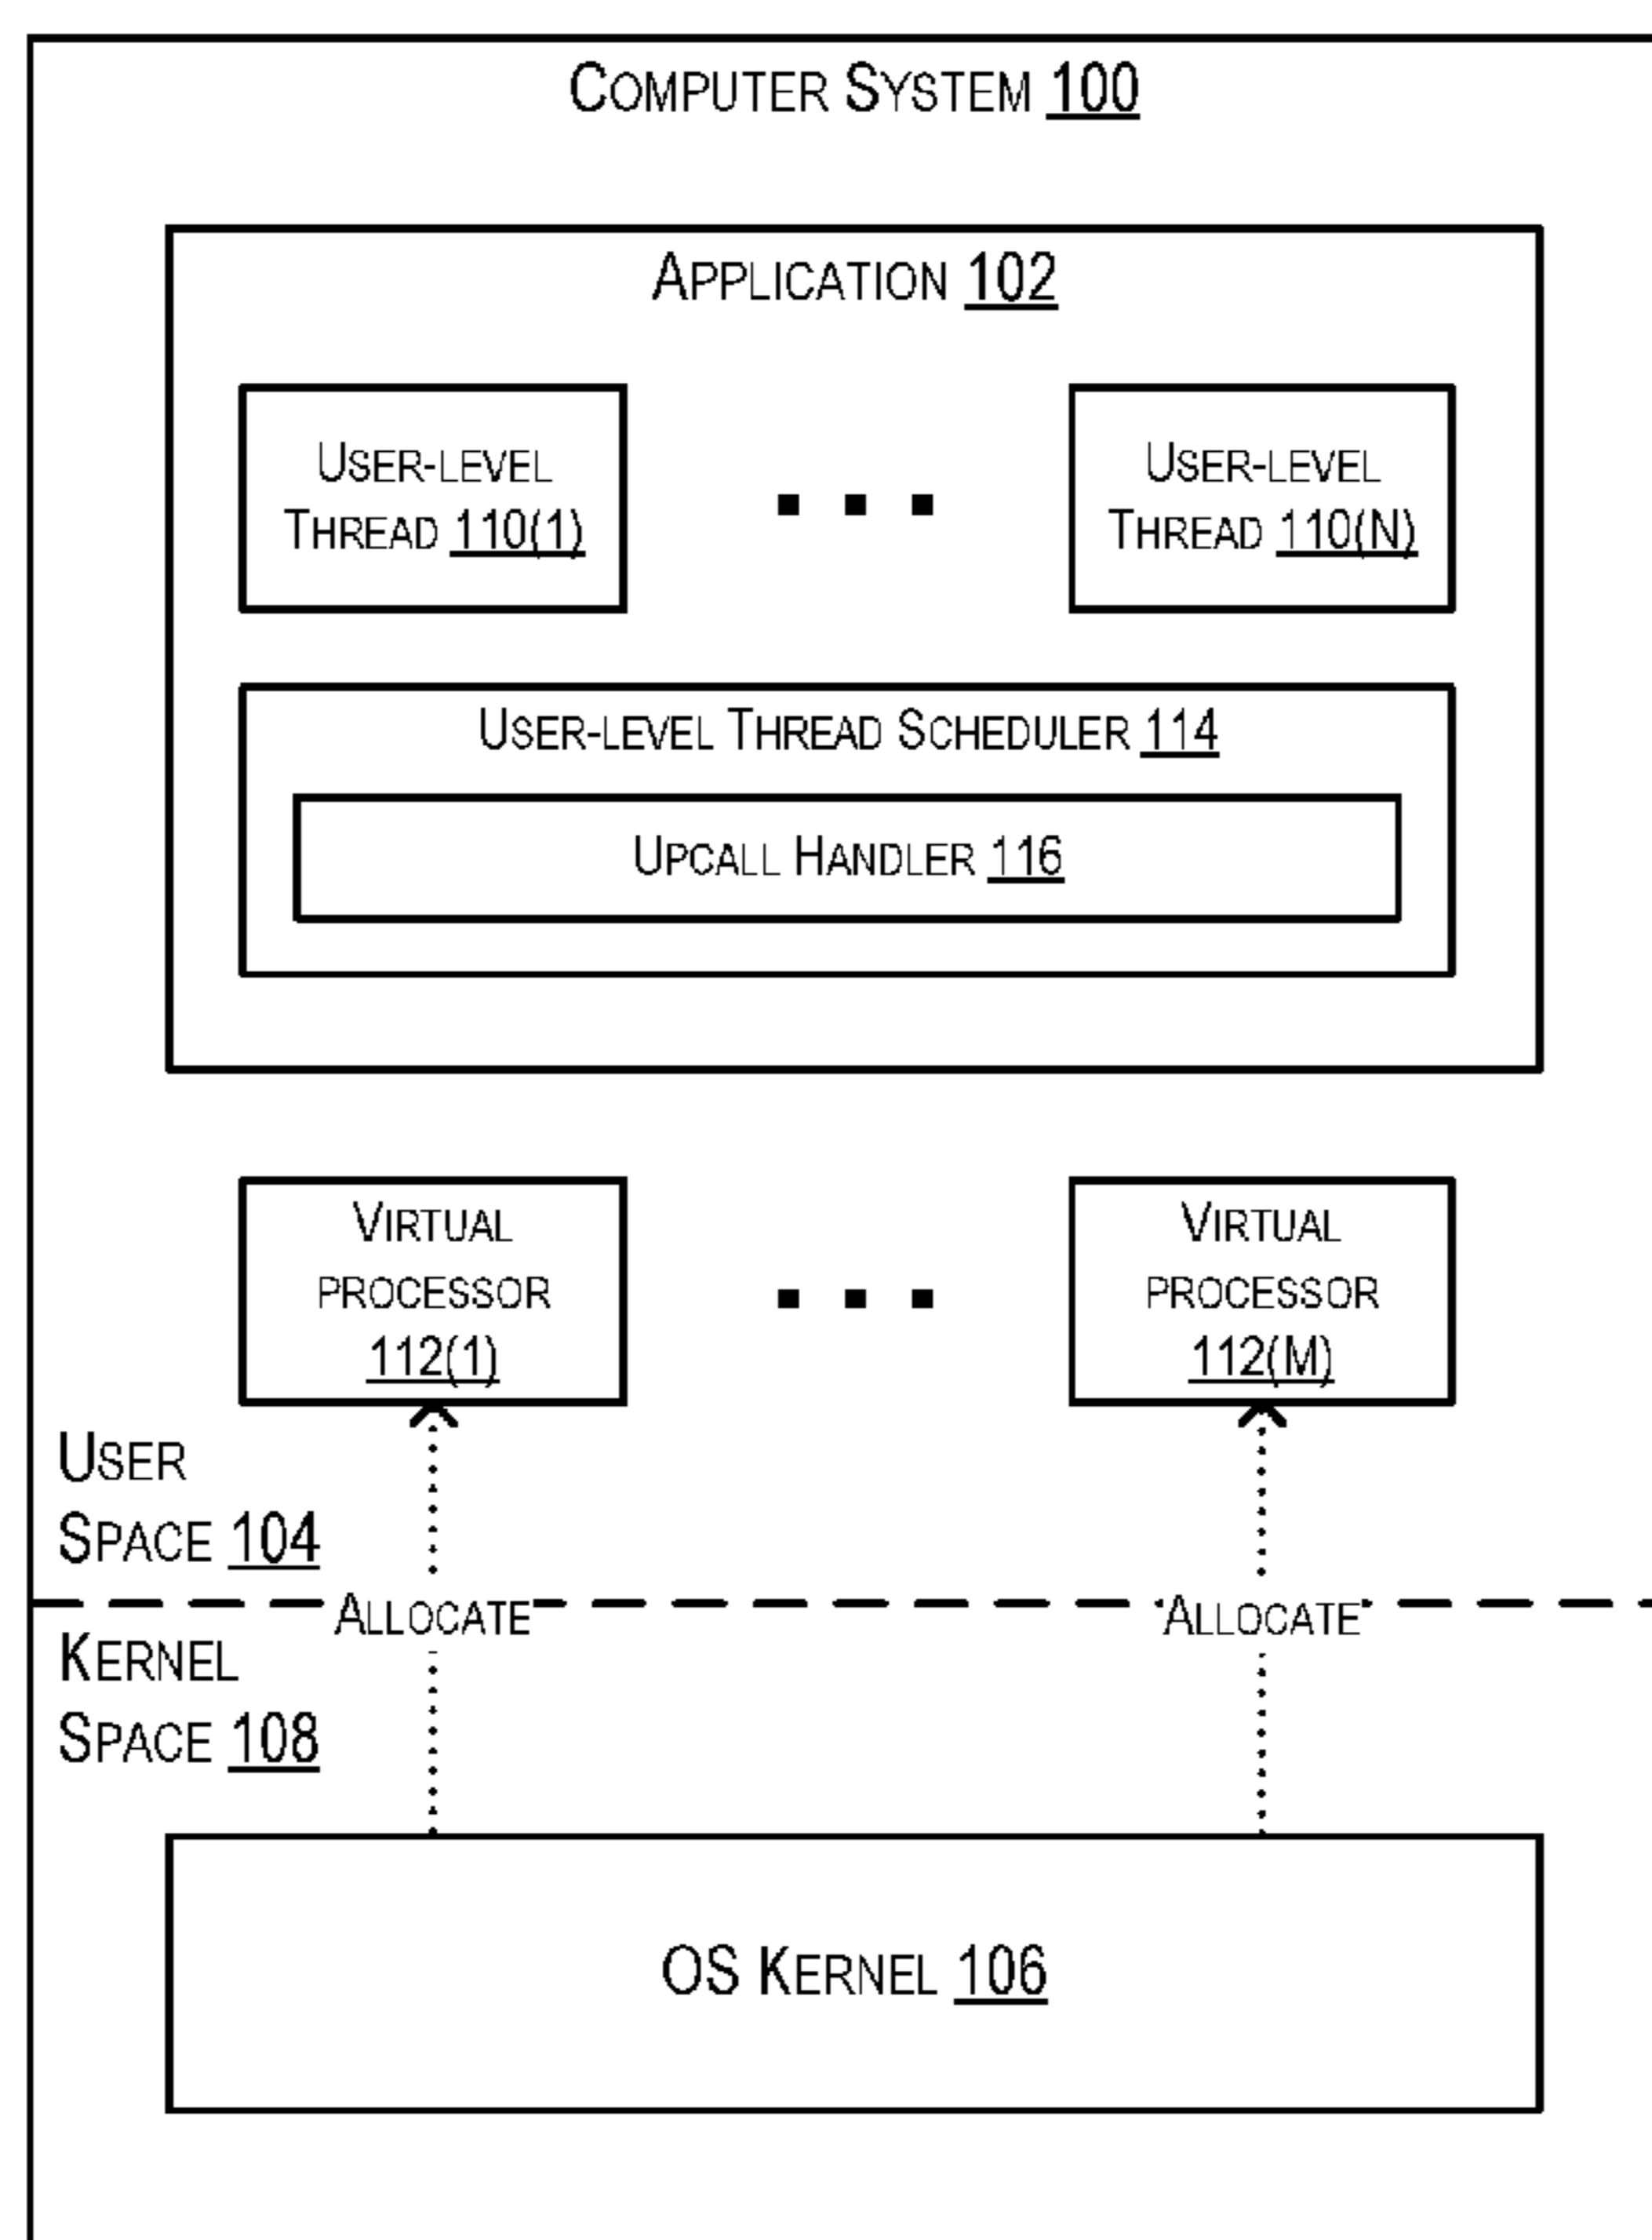 COMPUTER SYSTEM 100
APPLICATION 102
USER-LEVEL
THREAD 110(1)
USER-LEVEL
THREAD 110(N)
USER-LEVEL THREAD SCHEDULER 114
UPCALL HANDLER 116
VIRTUAL
PROCESSOR
112(1)
VIRTUAL
PROCESSOR
112(M)
USER
SPACE 104
ALLOCATE
ALLOCATE
KERNEL
SPACE 108
OS KERNEL 106